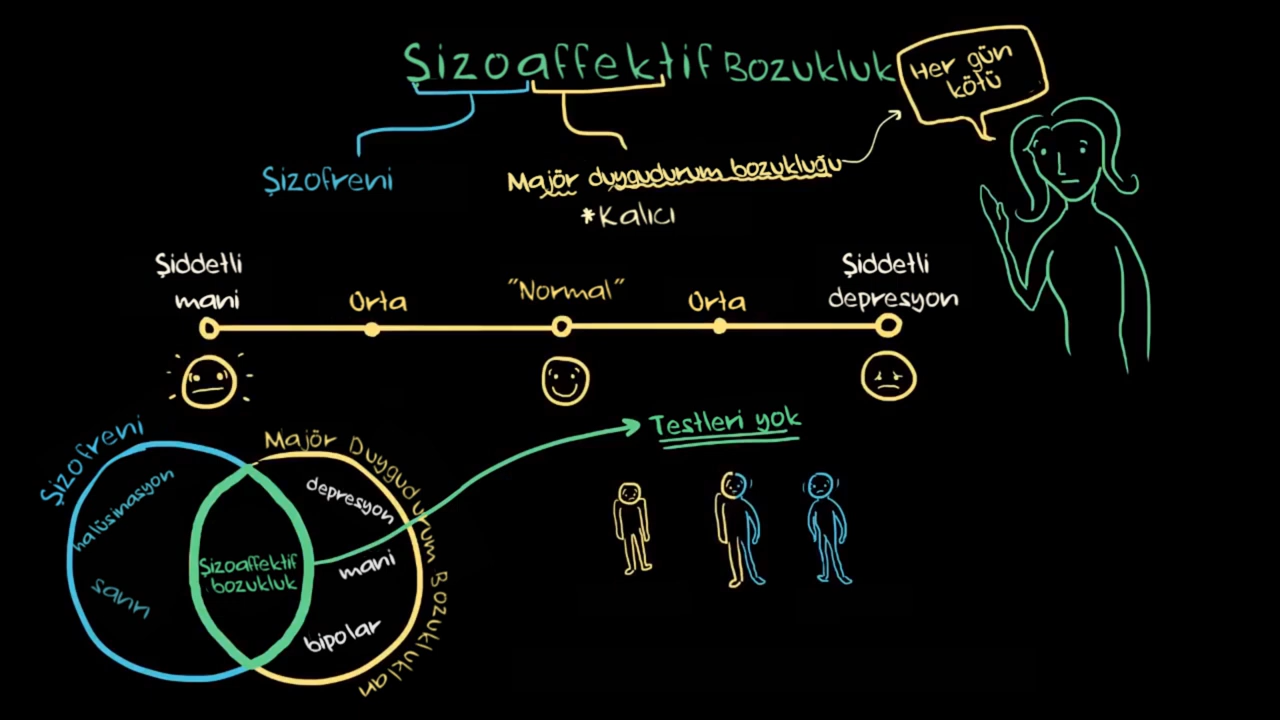 Şizoaffektif Bozukluk
Her gün
kötü
Şizofreni
Majör duygudurum bozukluğu
*Kalıcı
Şiddetli
mani
Orta
"Normal"
Orta
Şiddetli
depresyon
Testleri yok
Şizofreni
halüsinasyon
sanrı
Şizoaffektif
bozukluk
Majör Duygudurum Bozuklukları
depresyon
mani
bipolar